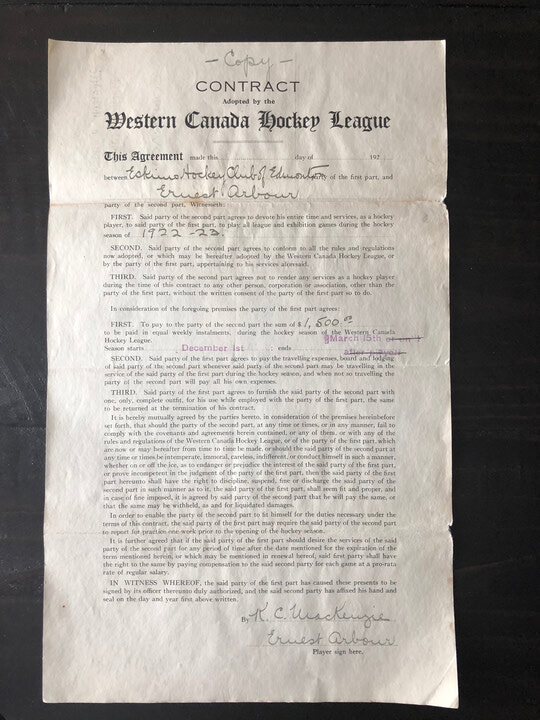 - Copy -
CONTRACT
Adopted by the
Western Canada Hockey League
This Agreement made this day of 192
between Eskimo Hockey Club of Edmonton party of the first part, and
Ernest Arbour
party of the second part, Witnesseth:
FIRST. Said party of the second part agrees to devote his entire time and services, as a hockey
player, to said party of the first part, to play all league and exhibition games during the hockey
season of 1922-23.
SECOND. Said party of the second part agrees to conform to all the rules and regulations
now adopted, or which may be hereafter adopted by the Western Canada Hockey League, or
by the party of the first part, appertaining to his services aforesaid.
THIRD. Said party of the second part agrees not to render any services as a hockey player
during the time of this contract to any other person, corporation or association, other than the
party of the first part, without the written consent of the party of the first part so to do.
In consideration of the foregoing premises the party of the first part agrees:
FIRST. To pay to the party of the second part the sum of $1,500.00
to be paid in equal weekly instalments, during the hockey season of the Western Canada
Hockey League.
Season starts December 1st ends March 15th or until
after playoff
SECOND. Said party of the first part agrees to pay the travelling expenses, board and lodging
of said party of the second part whenever said party of the second part may be travelling in the
service of the said party of the first part during the hockey season, and when not so travelling the
party of the second part will pay all his own expenses.
THIRD. Said party of the first part agrees to furnish the said party of the second part with
one, only, complete outfit, for his use while employed with the party of the first part, the same
to be returned at the termination of his contract.
It is hereby mutually agreed by the parties hereto, in consideration of the premises hereinbefore
set forth, that should the party of the second part, at any time or times, or in any manner, fail to
comply with the covenants and agreements herein contained, or any of them, or with any of the
rules and regulations of the Western Canada Hockey League, or of the party of the first part, which
are now or may hereafter from time to time be made, or should the said party of the second part at
any time or times be intemperate, immoral, careless, indifferent, or conduct himself in such a manner,
whether on or off the ice, as to endanger or prejudice the interest of the said party of the first part,
or prove incompetent in the judgment of the party of the first part, then the said party of the first
part hereunto shall have the right to discipline, suspend, fine or discharge the said party of the
second part in such manner as to it, the said party of the first part, shall seem fit and proper, and
in case of fine imposed, it is agreed by said party of the second part that he will pay the same, or
that the same may be withheld, as and for liquidated damages.
In order to enable the party of the second part to fit himself for the duties necessary under the
terms of this contract, the said party of the first part may require the said party of the second part
to report for practice one week prior to the opening of the hockey season.
It is further agreed that if the said party of the first part should desire the services of the said
party of the second part for any period of time after the date mentioned for the expiration of the
term mentioned herein, or which may be mentioned in renewal hereof, said first party shall have
the right to the same by paying compensation to the said second party for each game at a pro-rata
rate of regular salary.
IN WITNESS WHEREOF, the said party of the first part has caused these presents to be
signed by its officer thereunto duly authorized, and the said second party has affixed his hand and
seal on the day and year first above written.
By K. C. Mackenzie
Ernest Arbour
Player sign here.